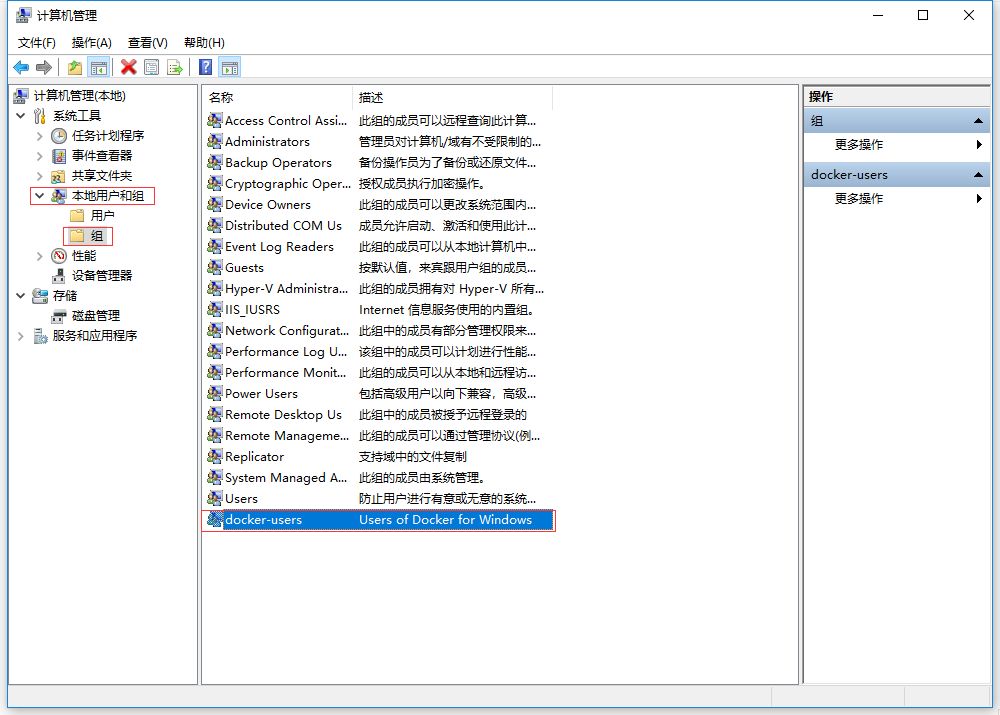 计算机管理
文件(F) 操作(A) 查看(V) 帮助(H)
计算机管理(本地)
系统工具
任务计划程序
事件查看器
共享文件夹
本地用户和组
用户
组
性能
设备管理器
存储
磁盘管理
服务和应用程序
名称 描述
Access Control Assi... 此组的成员可以远程查询此计算...
Administrators 管理员对计算机/域有不受限制的...
Backup Operators 备份操作员为了备份或还原文件...
Cryptographic Oper... 授权成员执行加密操作。
Device Owners 此组的成员可以更改系统范围内...
Distributed COM Us 成员允许启动、激活和使用此计...
Event Log Readers 此组的成员可以从本地计算机中...
Guests 按默认值，来宾跟用户组的成员...
Hyper-V Administra... 此组的成员拥有对 Hyper-V 所有...
IIS_IUSRS Internet 信息服务使用的内置组。
Network Configurat... 此组中的成员有部分管理权限来...
Performance Log U... 该组中的成员可以计划进行性能...
Performance Monit... 此组的成员可以从本地和远程访...
Power Users 包括高级用户以向下兼容，高级...
Remote Desktop Us 此组中的成员被授予远程登录的
Remote Manageme... 此组的成员可以通过管理协议(例...
Replicator 支持域中的文件复制
System Managed A... 此组的成员由系统管理。
Users 防止用户进行有意或无意的系统...
docker-users Users of Docker for Windows
操作
组
更多操作
docker-users
更多操作